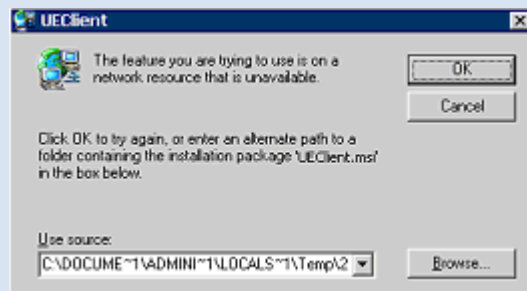 UEClient
The feature you are trying to use is on a
network resource that is unavailable.
OK
Cancel
Click OK to try again, or enter an alternate path to a
folder containing the installation package 'UEClient.msi'
in the box below.
Use source:
C:\DOCUME~1\ADMINI~1\LOCALS~1\Temp\2
Browse...